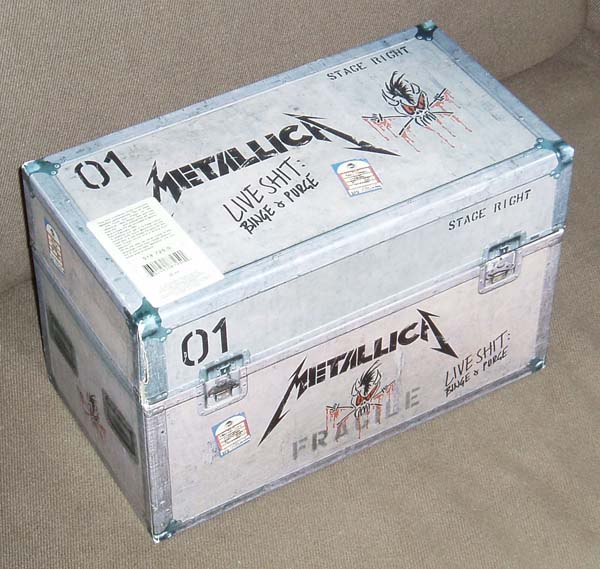 STAGE RIGHT
01
METALLICA
LIVE SHIT:
BINGE & PURGE
STAGE RIGHT
01
METALLICA
LIVE SHIT:
BINGE & PURGE
FRAGILE